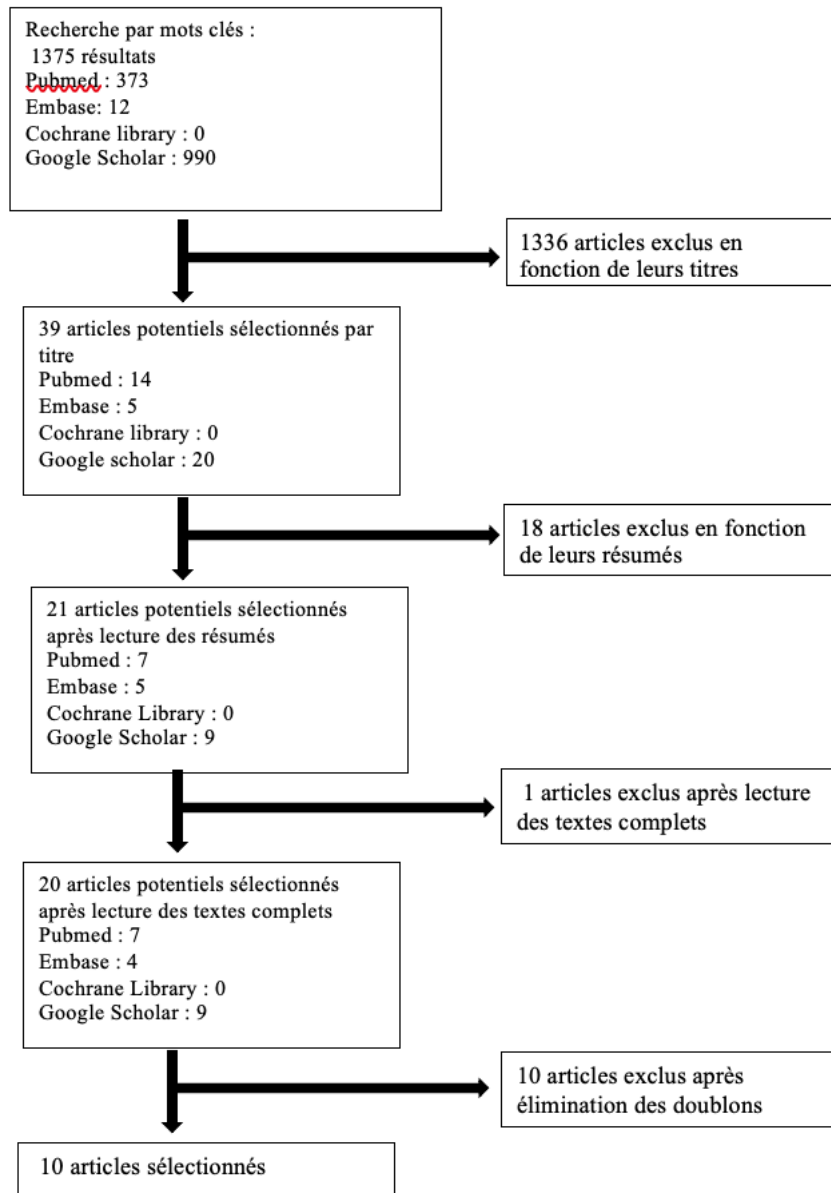 Recherche par mots clés :
1375 résultats
Pubmed : 373
Embase: 12
Cochrane library : 0
Google Scholar : 990
1336 articles exclus en
fonction de leurs titres
39 articles potentiels sélectionnés par
titre
Pubmed : 14
Embase : 5
Cochrane library : 0
Google scholar : 20
18 articles exclus en fonction
de leurs résumés
21 articles potentiels sélectionnés
après lecture des résumés
Pubmed : 7
Embase : 5
Cochrane Library : 0
Google Scholar : 9
1 articles exclus après lecture
des textes complets
20 articles potentiels sélectionnés
après lecture des textes complets
Pubmed : 7
Embase : 4
Cochrane Library : 0
Google Scholar : 9
10 articles exclus après
élimination des doublons
10 articles sélectionnés